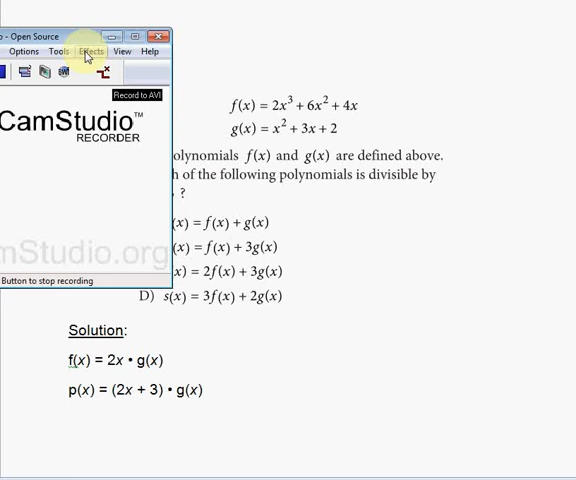 - Open Source
Options Tools Effects View Help
Record to AVI
CamStudio™
RECORDER
mStudio.org
Button to stop recording
f(x) = 2x³ + 6x² + 4x
g(x) = x² + 3x + 2
olynomials f(x) and g(x) are defined above.
h of the following polynomials is divisible by
?
(x) = f(x) + g(x)
(x) = f(x) + 3g(x)
x) = 2f(x) + 3g(x)
D) s(x) = 3f(x) + 2g(x)
Solution:
f(x) = 2x • g(x)
p(x) = (2x + 3) • g(x)